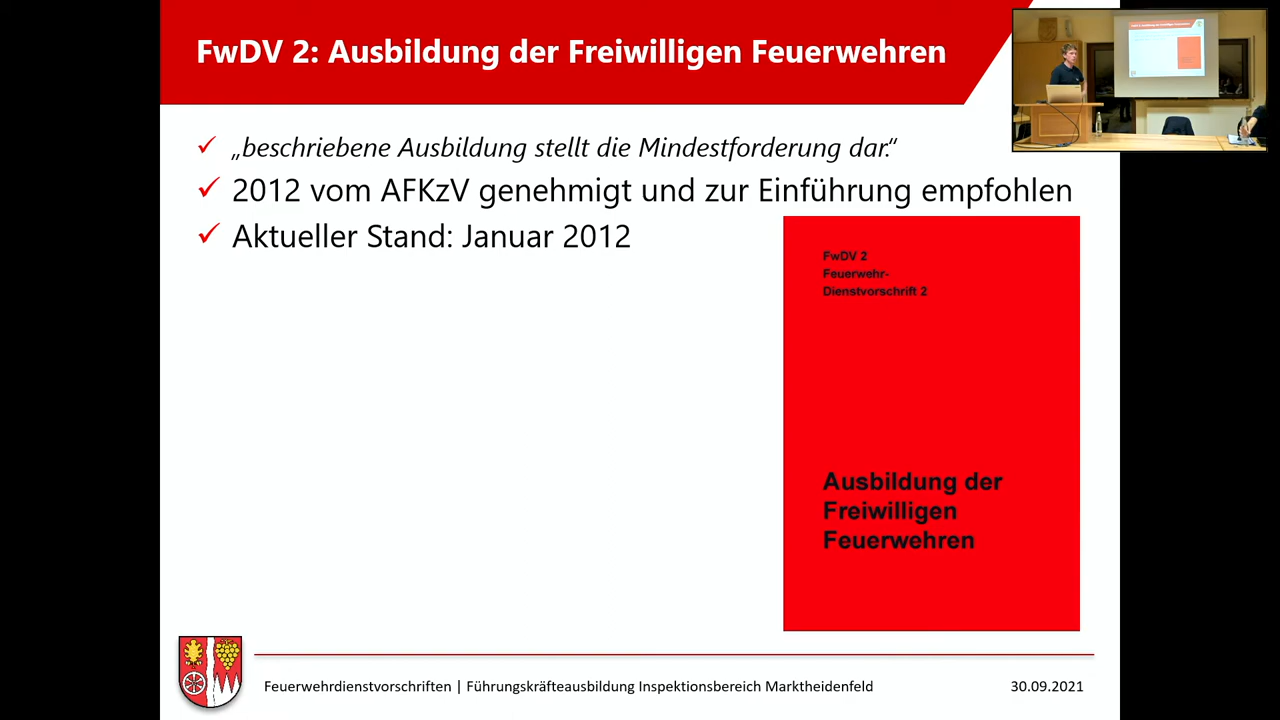 FwDV 2: Ausbildung der Freiwilligen Feuerwehren
„beschriebene Ausbildung stellt die Mindestforderung dar.“
2012 vom AFKzV genehmigt und zur Einführung empfohlen
Aktueller Stand: Januar 2012
FwDV 2
Feuerwehr-
Dienstvorschrift 2
Ausbildung der
Freiwilligen
Feuerwehren
Feuerwehrdienstvorschriften | Führungskräfteausbildung Inspektionsbereich Marktheidenfeld
30.09.2021